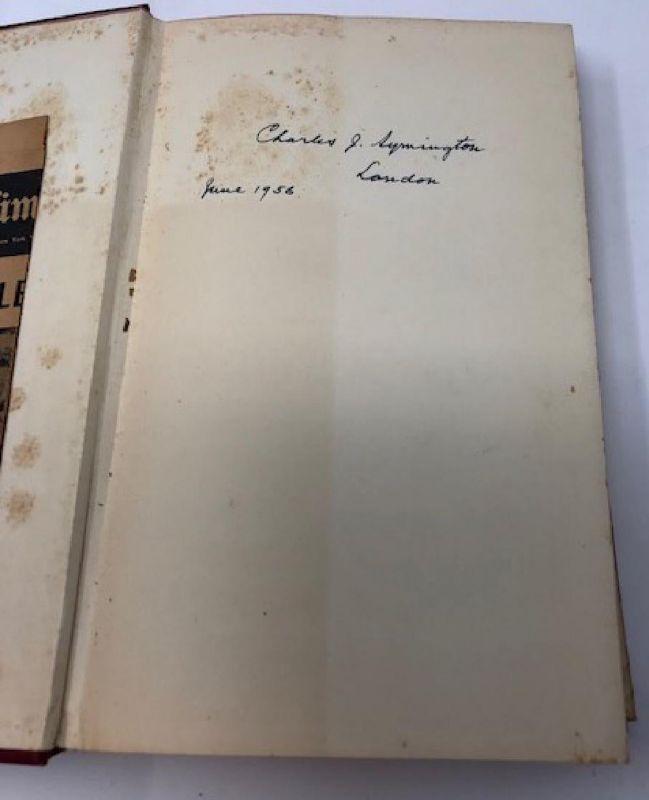 Charles J. Symington
London
June 1956